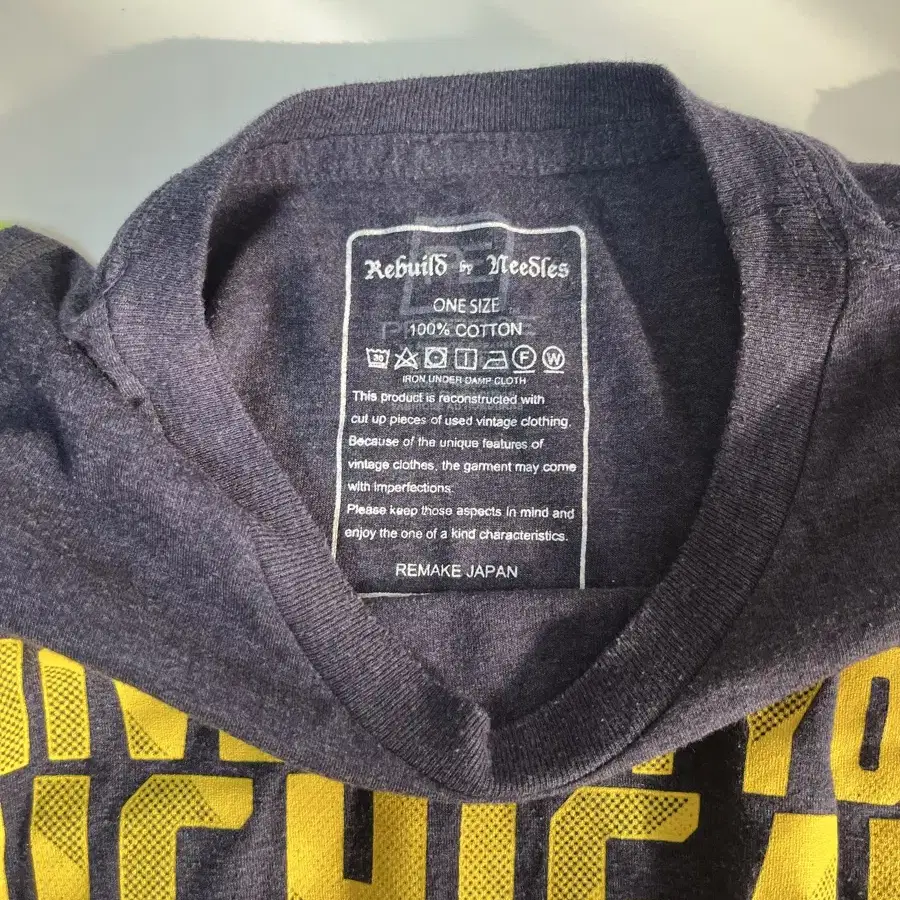 Rebuild by Needles
ONE SIZE
100% COTTON
30 F W
IRON UNDER DAMP CLOTH
This product is reconstructed with
cut up pieces of used vintage clothing.
Because of the unique features of
vintage clothes, the garment may come
with imperfections.
Please keep those aspects in mind and
enjoy the one of a kind characteristics.
REMAKE JAPAN